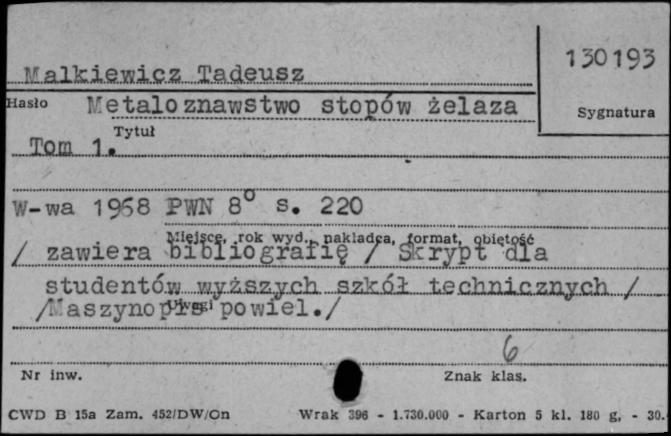 130193
Malkiewicz Tadeusz
Hasło Metaloznawstwo stopów żelaza
Sygnatura
Tytuł
Tom 1.
W-wa 1968 PWN 8° s. 220
Miejsce, rok wyd., nakładca, format, objętość
/ zawiera bibliografię / Skrypt dla
studentów wyższych szkół technicznych /
/Maszynopis powiel./
Uwagi
6
Nr inw.
Znak klas.
CWD B 15a Zam. 452/DW/On Wrak 396 - 1.730.000 - Karton 5 kl. 180 g, - 30.